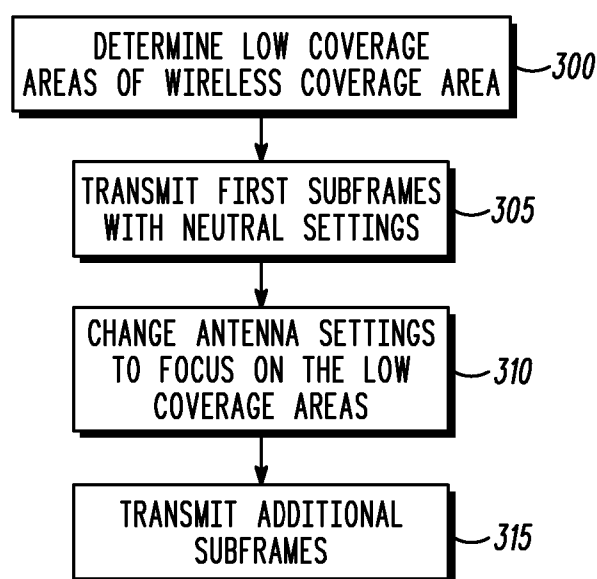 DETERMINE LOW COVERAGE
AREAS OF WIRELESS COVERAGE AREA
300
TRANSMIT FIRST SUBFRAMES
WITH NEUTRAL SETTINGS
305
CHANGE ANTENNA SETTINGS
TO FOCUS ON THE LOW
COVERAGE AREAS
310
TRANSMIT ADDITIONAL
SUBFRAMES
315